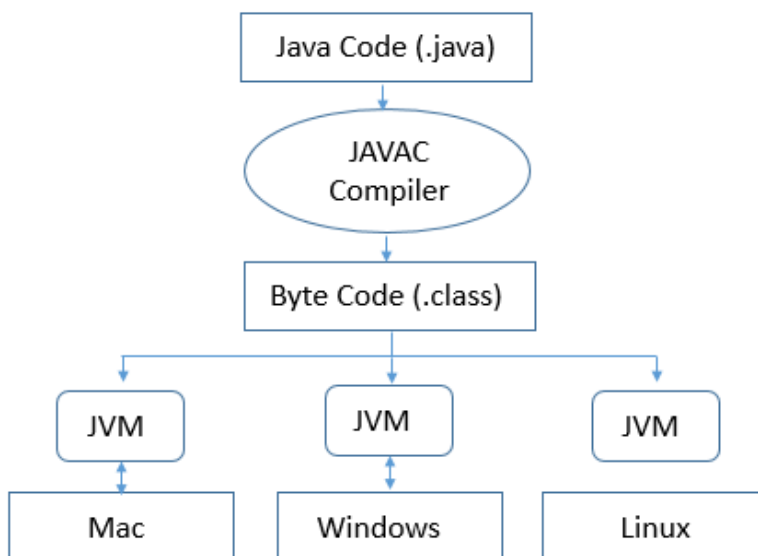 Java Code (.java)
JAVAC
Compiler
Byte Code (.class)
JVM
JVM
JVM
Mac
Windows
Linux